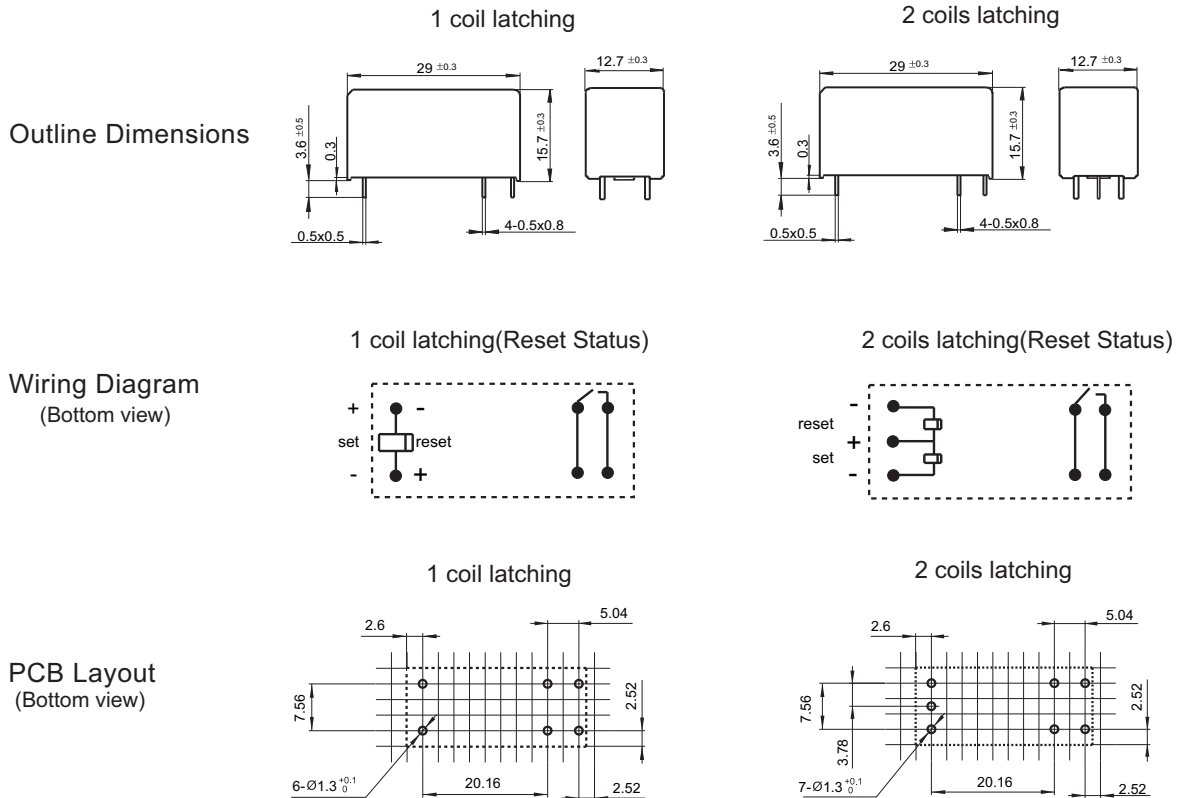 1 coil latching
2 coils latching
Outline Dimensions
29 ±0.3
12.7 ±0.3
3.6 ±0.5
0.3
15.7 ±0.3
0.5x0.5
4-0.5x0.8
29 ±0.3
12.7 ±0.3
3.6 ±0.5
0.3
15.7 ±0.3
0.5x0.5
4-0.5x0.8
Wiring Diagram
(Bottom view)
1 coil latching(Reset Status)
+ -
set reset
- +
2 coils latching(Reset Status)
-
reset
+
set
-
PCB Layout
(Bottom view)
1 coil latching
2.6
5.04
7.56
2.52
6-Ø1.3 +0.1 0
20.16
2.52
2 coils latching
2.6
5.04
7.56
3.78
2.52
7-Ø1.3 +0.1 0
20.16
2.52